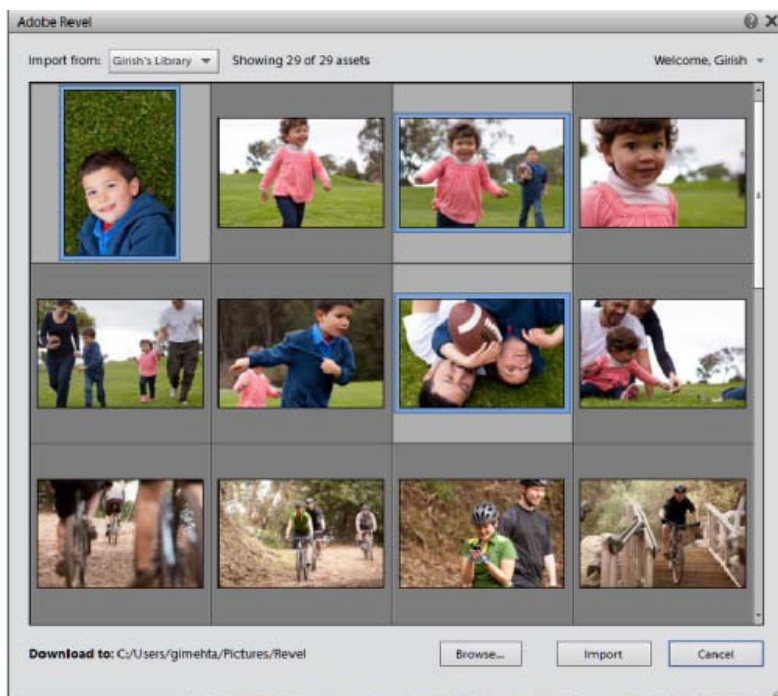 Adobe Revel
Import from: Girish's Library Showing 29 of 29 assets Welcome, Girish
Download to: C:/Users/gimehta/Pictures/Revel Browse... Import Cancel